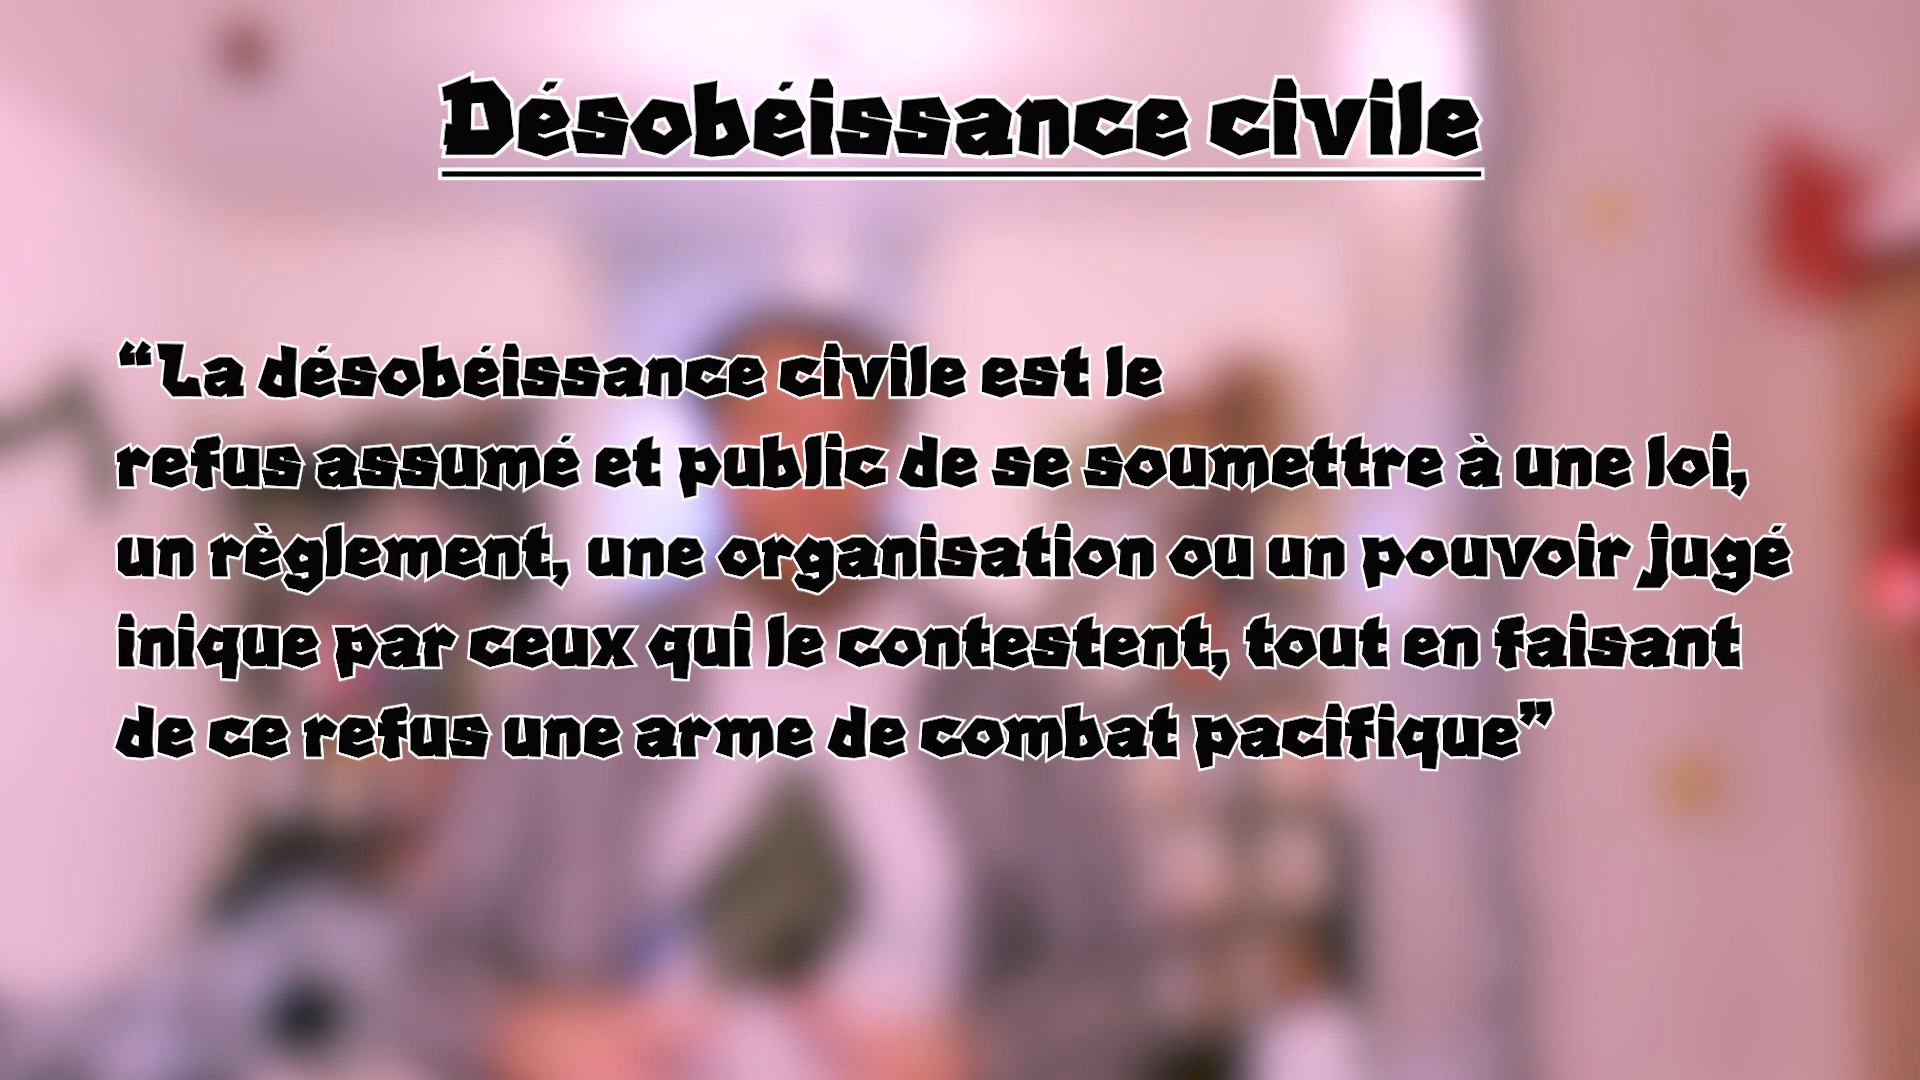 Désobéissance civile
“La désobéissance civile est le
refus assumé et public de se soumettre à une loi,
un règlement, une organisation ou un pouvoir jugé
inique par ceux qui le contestent, tout en faisant
de ce refus une arme de combat pacifique”